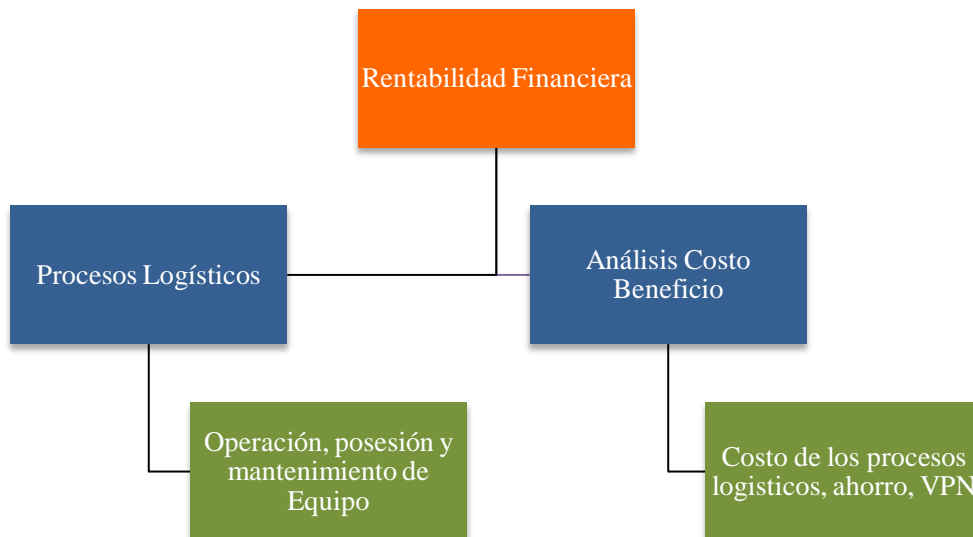 Rentabilidad Financiera
Procesos Logísticos
Análisis Costo
Beneficio
Operación, posesión y
mantenimiento de
Equipo
Costo de los procesos
logisticos, ahorro, VPN